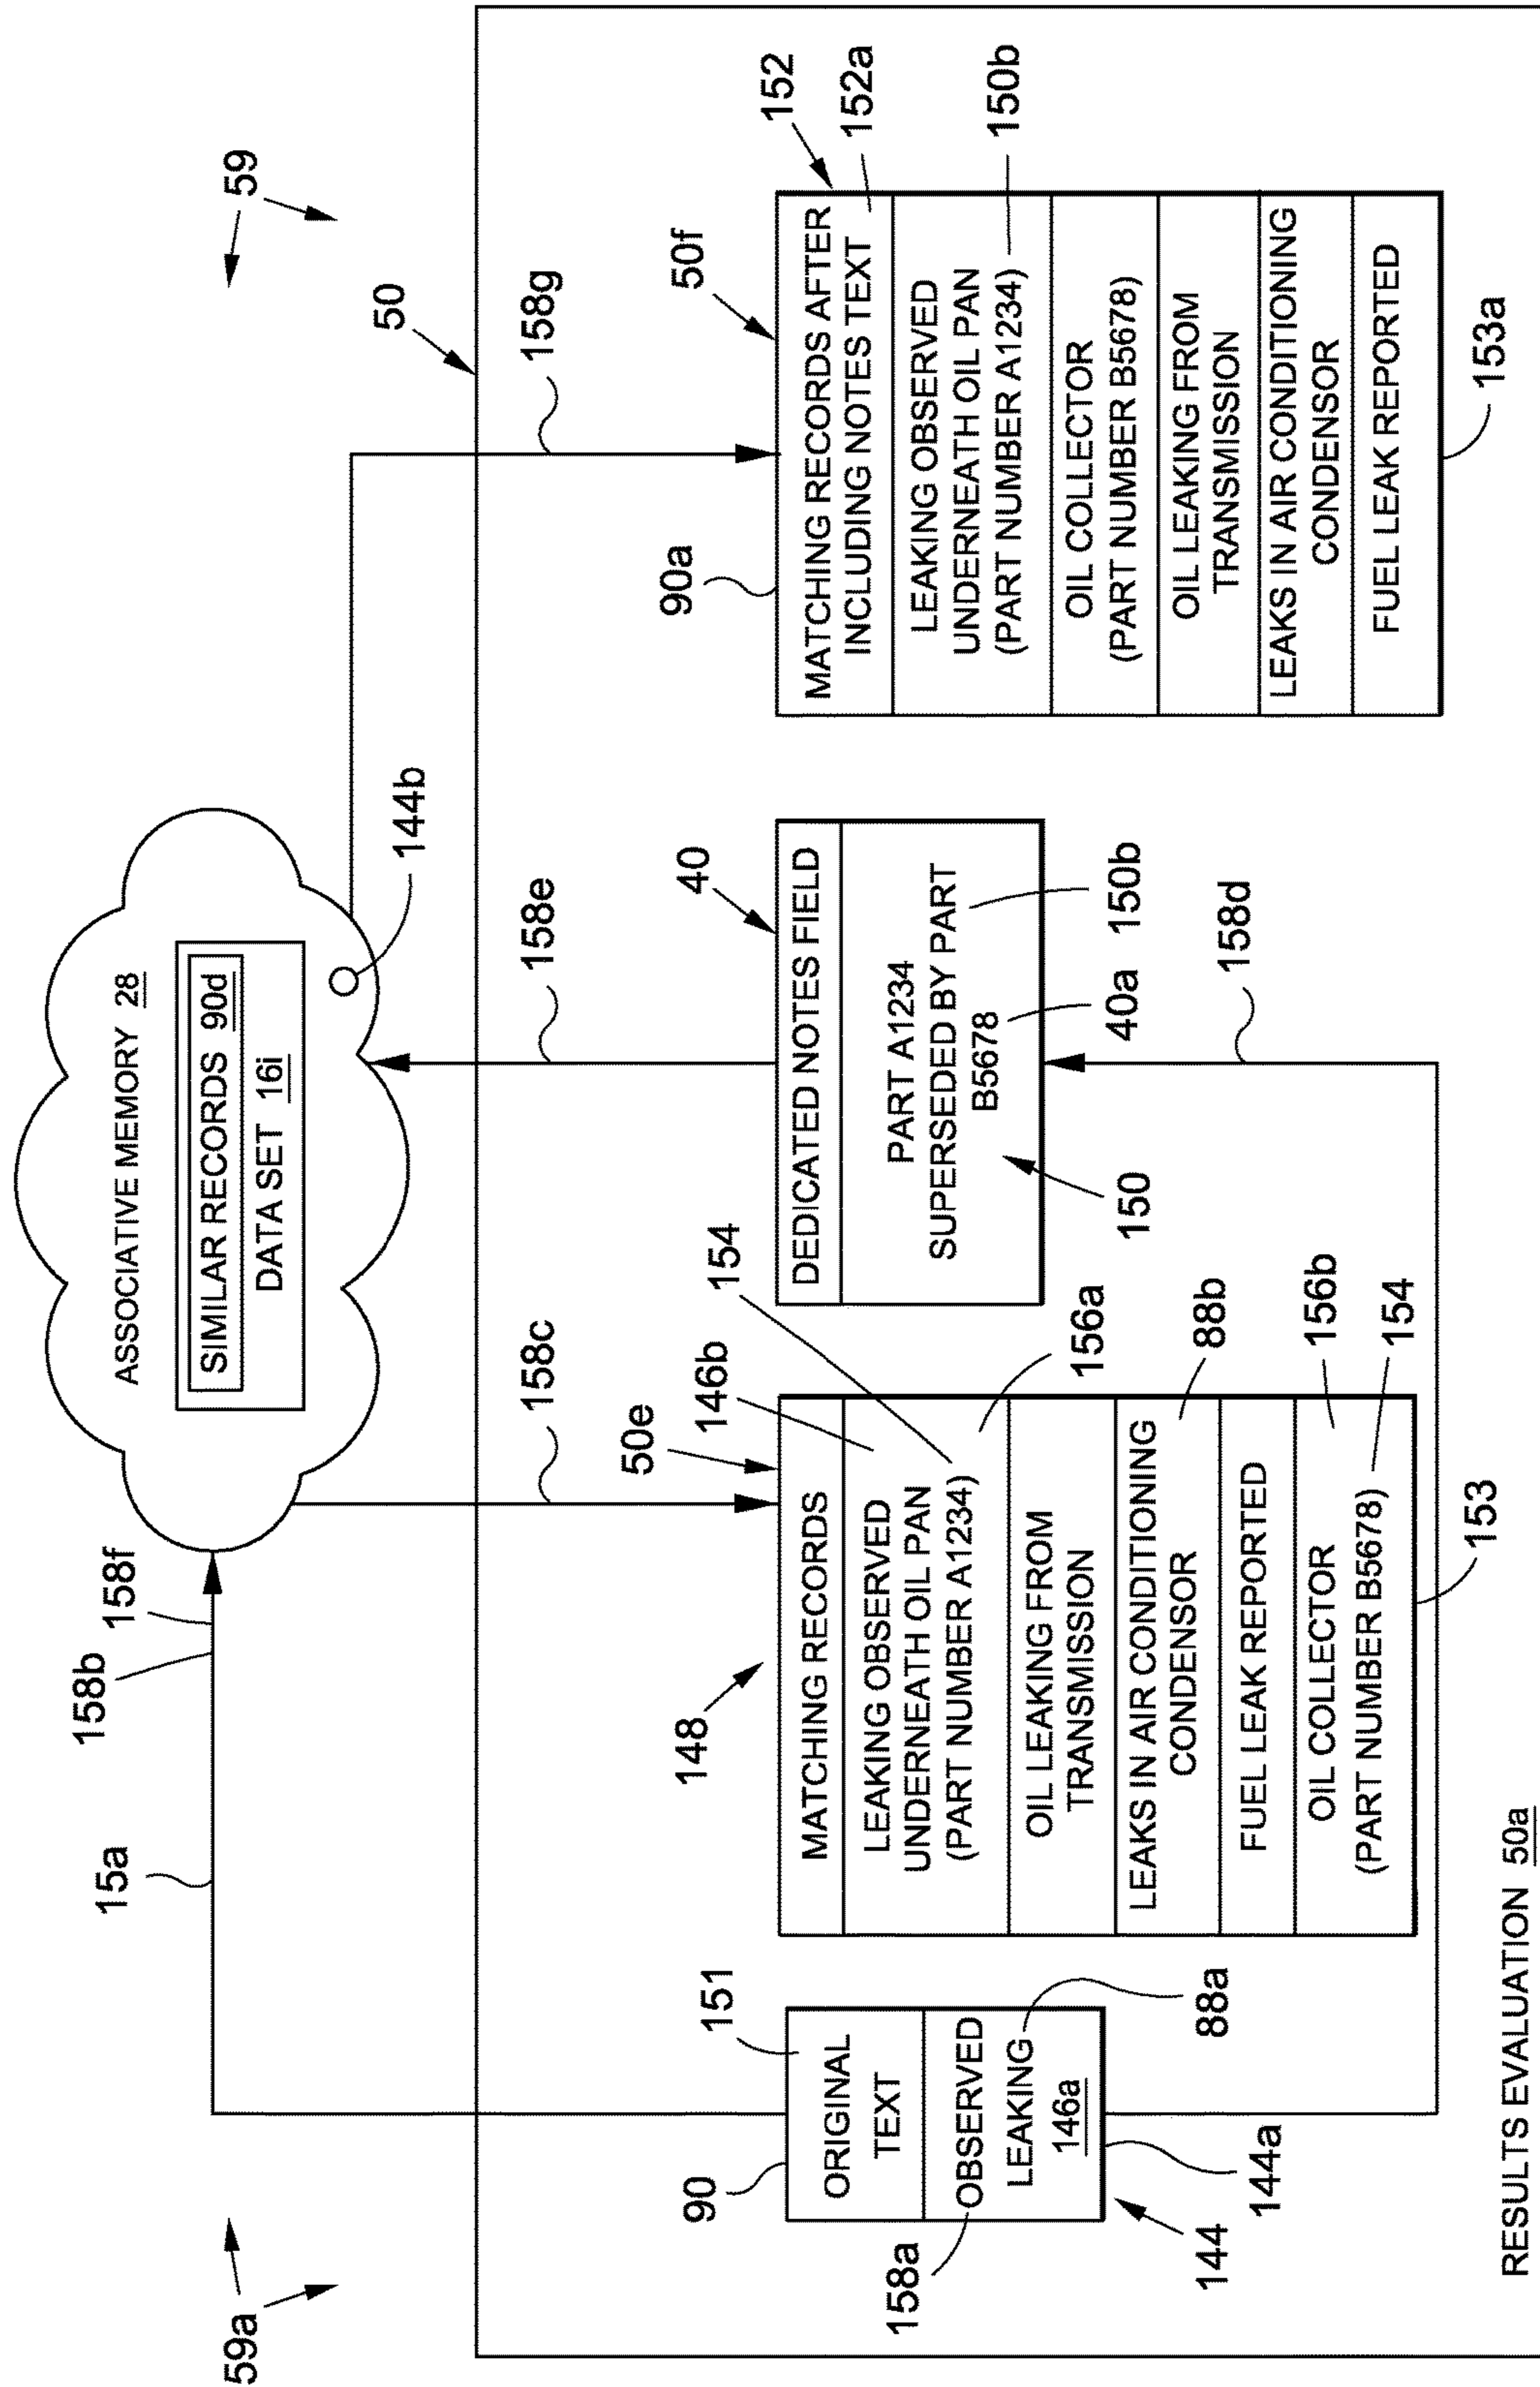 59a
59
15a
158b
158f
ASSOCIATIVE MEMORY 28
SIMILAR RECORDS 90d
DATA SET 16i
144b
50
158c
158e
158g
90
151
ORIGINAL
TEXT
158a
OBSERVED
LEAKING
146a
88a
144
144a
148
50e
146b
154
MATCHING RECORDS
LEAKING OBSERVED
UNDERNEATH OIL PAN
(PART NUMBER A1234)
156a
OIL LEAKING FROM
TRANSMISSION
LEAKS IN AIR CONDITIONING
CONDENSOR
88b
FUEL LEAK REPORTED
OIL COLLECTOR
(PART NUMBER B5678)
156b
154
153
40
DEDICATED NOTES FIELD
PART A1234
SUPERSEDED BY PART
B5678
150
40a
150b
158d
90a
50f
152
MATCHING RECORDS AFTER
INCLUDING NOTES TEXT
152a
LEAKING OBSERVED
UNDERNEATH OIL PAN
(PART NUMBER A1234)
150b
OIL COLLECTOR
(PART NUMBER B5678)
OIL LEAKING FROM
TRANSMISSION
LEAKS IN AIR CONDITIONING
CONDENSOR
FUEL LEAK REPORTED
153a
RESULTS EVALUATION 50a